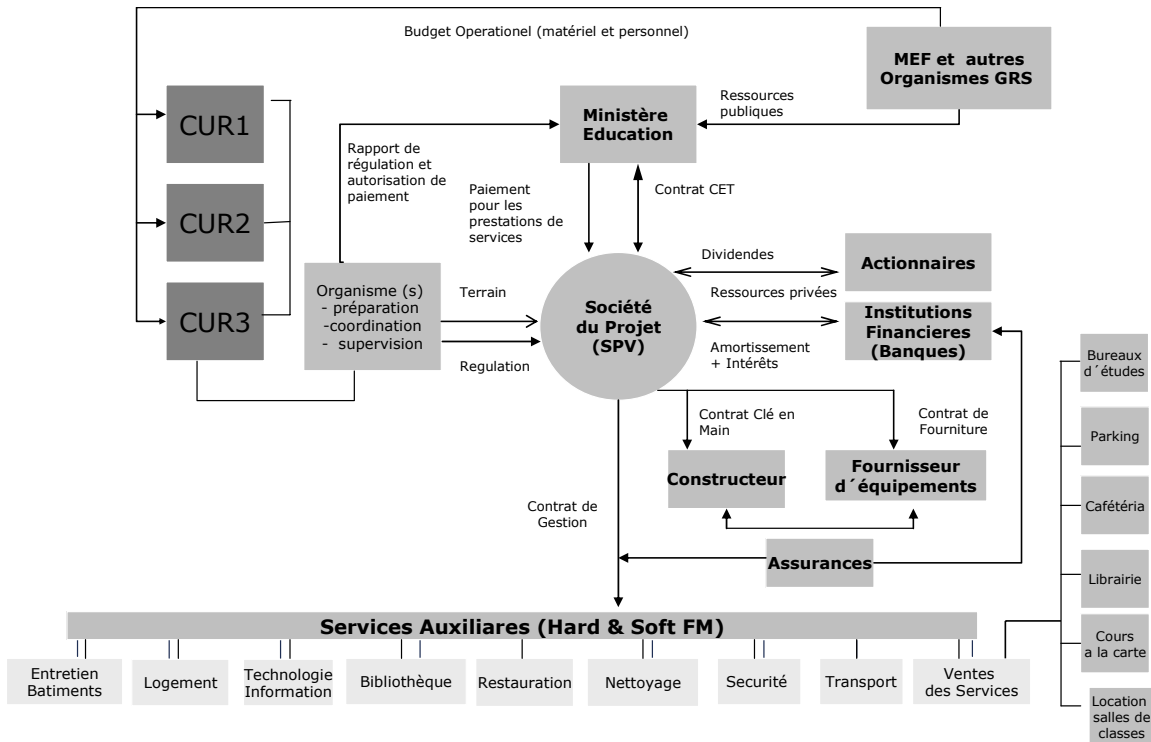 Budget Operationel (matériel et personnel)
MEF et autres
Organismes GRS
CUR1
CUR2
CUR3
Ministère
Education
Ressources
publiques
Rapport de
régulation et
autorisation de
paiement
Paiement
pour les
prestations de
services
Contrat CET
Organisme (s)
- préparation
-coordination
- supervision
Terrain
Regulation
Société
du Projet
(SPV)
Dividendes
Actionnaires
Ressources privées
Institutions
Financieres
(Banques)
Amortissement
+ Intérêts
Contrat Clé en
Main
Contrat de
Fourniture
Constructeur
Fournisseur
d´équipements
Contrat de
Gestion
Assurances
Bureaux
d´études
Parking
Cafétéria
Librairie
Cours
a la carte
Location
salles de
classes
Services Auxiliares (Hard & Soft FM)
Entretien
Batiments
Logement
Technologie
Information
Bibliothèque
Restauration
Nettoyage
Securité
Transport
Ventes
des Services